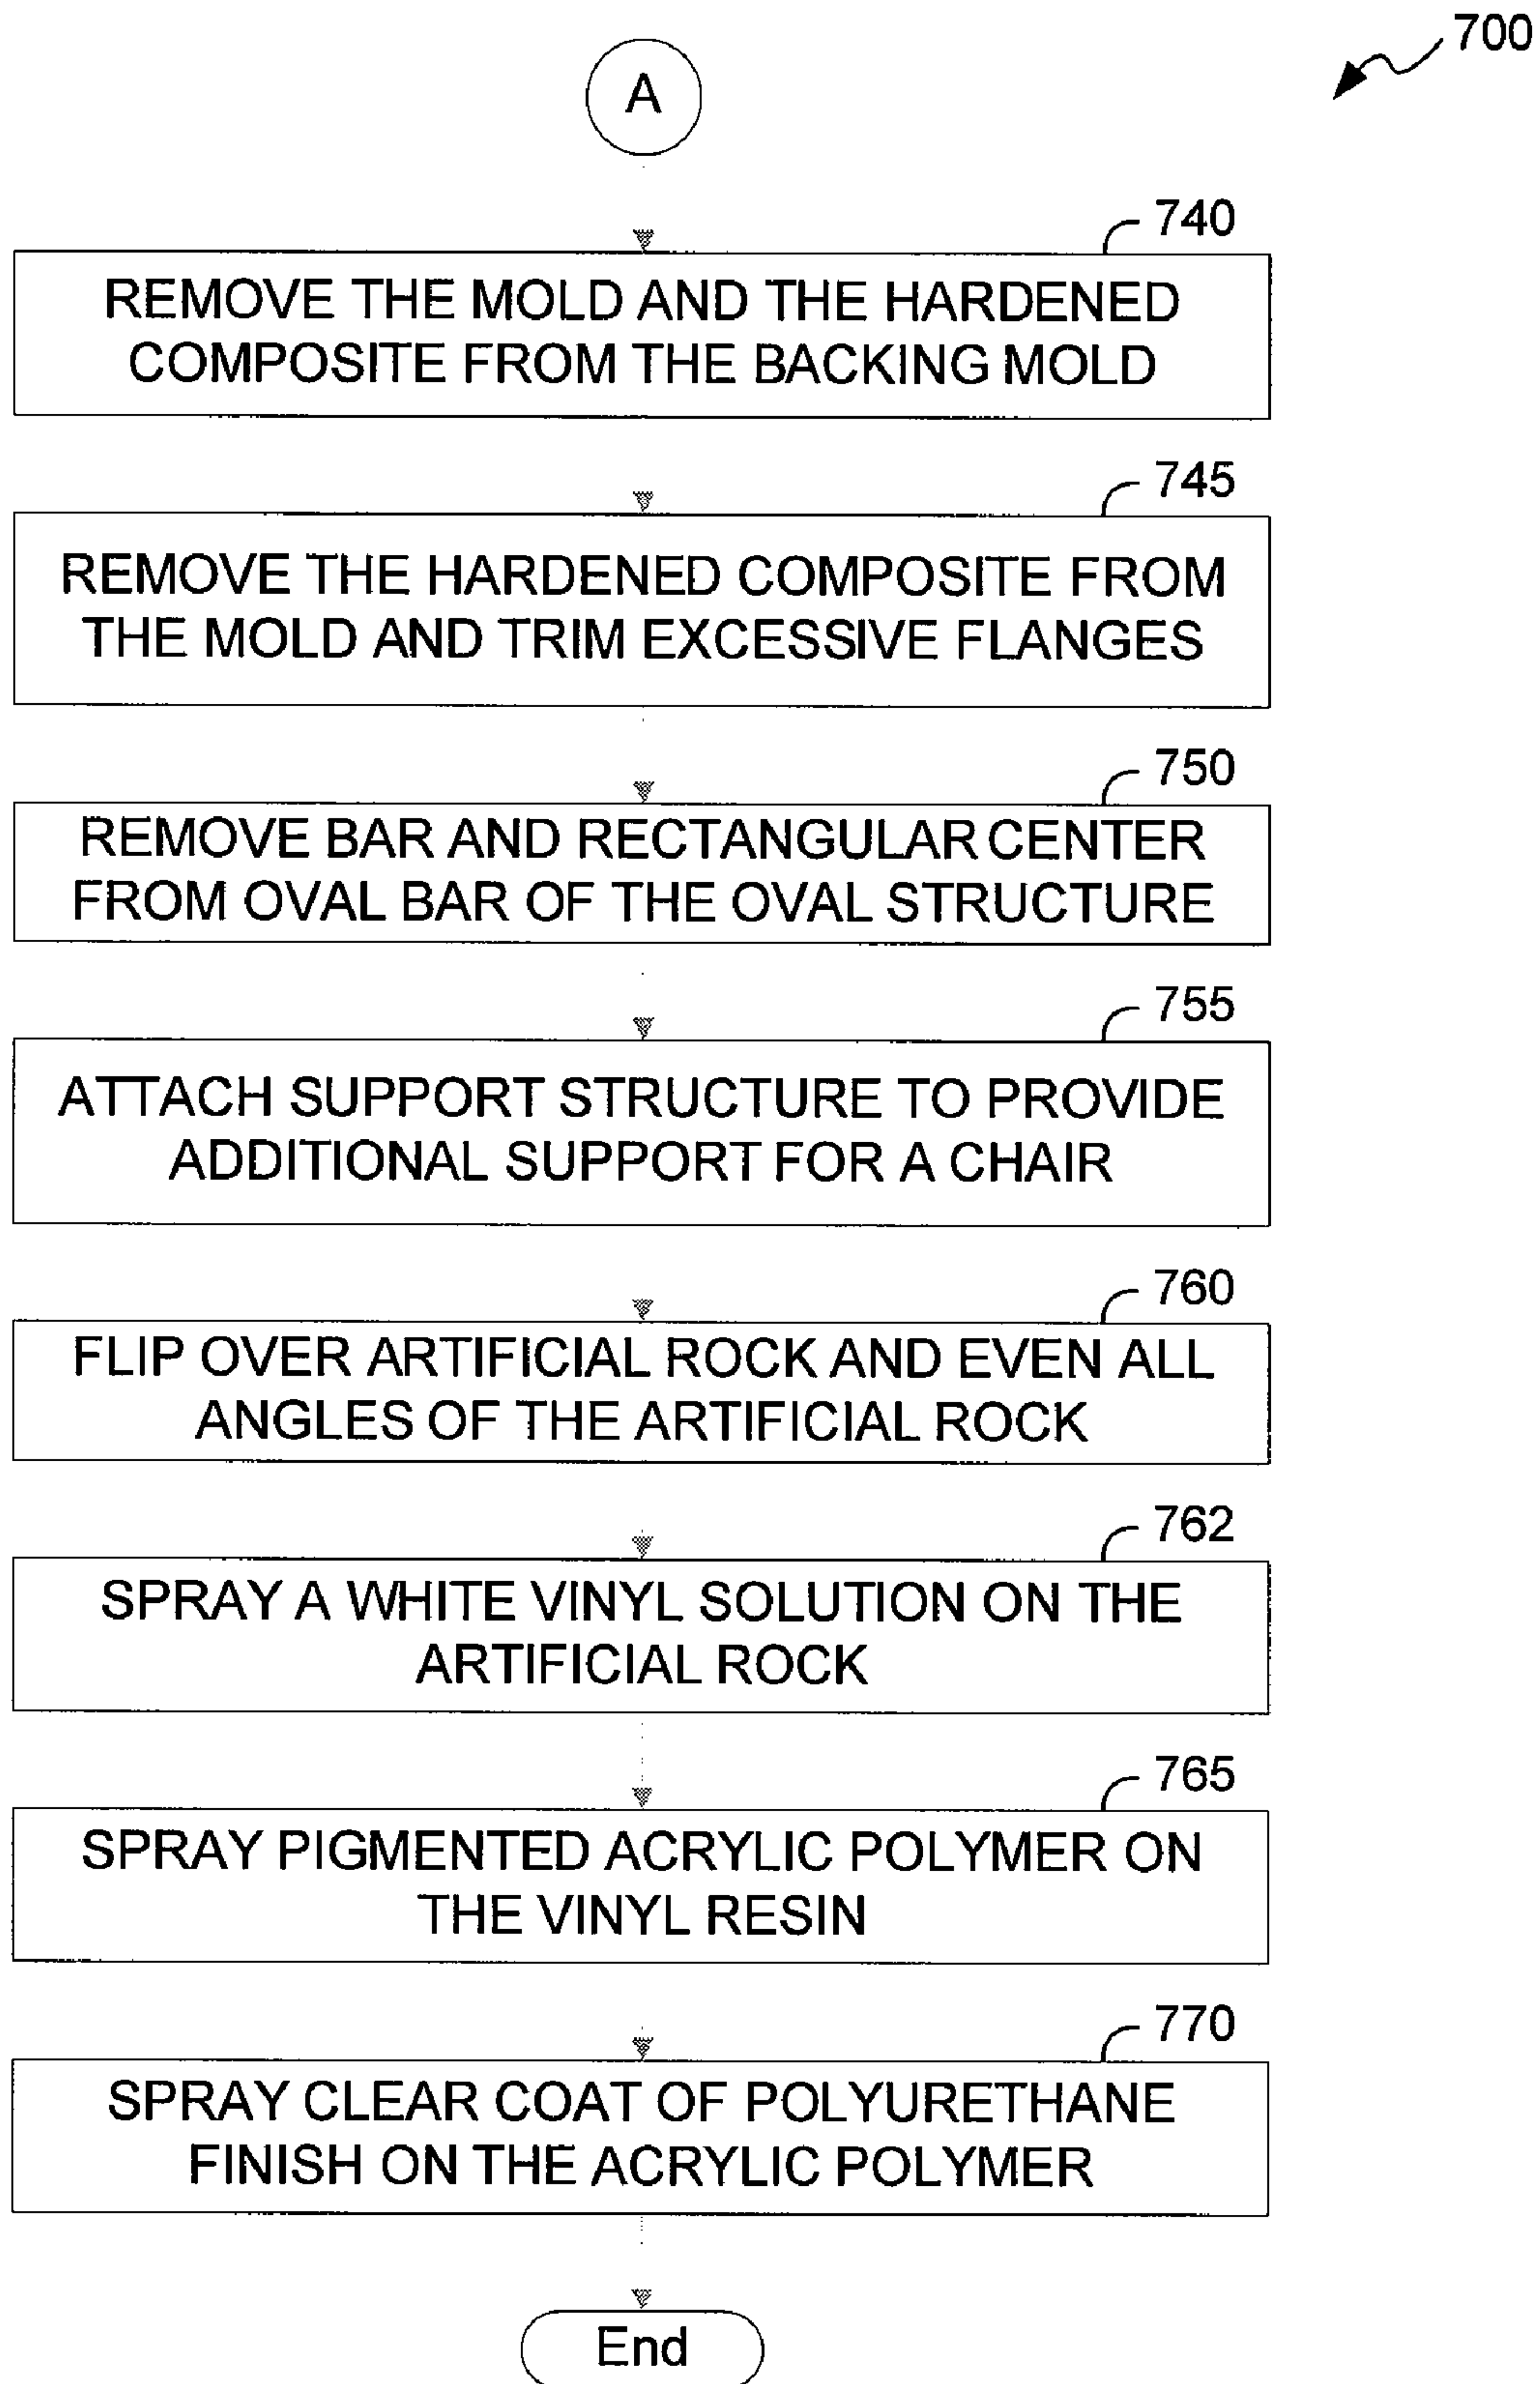 700
A
740
REMOVE THE MOLD AND THE HARDENED
COMPOSITE FROM THE BACKING MOLD
745
REMOVE THE HARDENED COMPOSITE FROM
THE MOLD AND TRIM EXCESSIVE FLANGES
750
REMOVE BAR AND RECTANGULAR CENTER
FROM OVAL BAR OF THE OVAL STRUCTURE
755
ATTACH SUPPORT STRUCTURE TO PROVIDE
ADDITIONAL SUPPORT FOR A CHAIR
760
FLIP OVER ARTIFICIAL ROCK AND EVEN ALL
ANGLES OF THE ARTIFICIAL ROCK
762
SPRAY A WHITE VINYL SOLUTION ON THE
ARTIFICIAL ROCK
765
SPRAY PIGMENTED ACRYLIC POLYMER ON
THE VINYL RESIN
770
SPRAY CLEAR COAT OF POLYURETHANE
FINISH ON THE ACRYLIC POLYMER
End